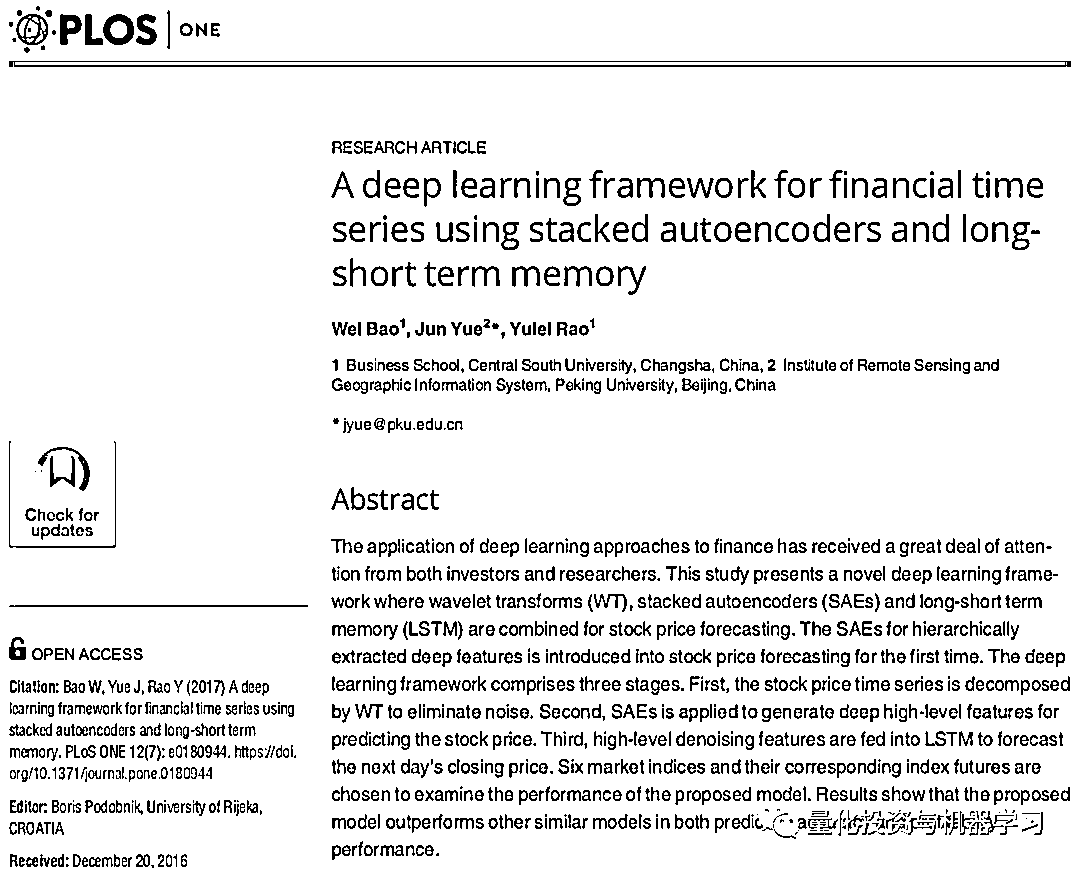 PLOS ONE
RESEARCH ARTICLE
A deep learning framework for financial time
series using stacked autoencoders and long-
short term memory
Wei Bao1, Jun Yue2*, Yulei Rao1
1 Business School, Central South University, Changsha, China, 2 Institute of Remote Sensing and
Geographic Information System, Peking University, Beijing, China
* jyue@pku.edu.cn
Check for
updates
OPEN ACCESS
Citation: Bao W, Yue J, Rao Y (2017) A deep
learning framework for financial time series using
stacked autoencoders and long-short term
memory. PLoS ONE 12(7): e0180944. https://doi.
org/10.1371/journal.pone.0180944
Editor: Boris Podobnik, University of Rijeka,
CROATIA
Received: December 20, 2016
Abstract
The application of deep learning approaches to finance has received a great deal of atten-
tion from both investors and researchers. This study presents a novel deep learning frame-
work where wavelet transforms (WT), stacked autoencoders (SAEs) and long-short term
memory (LSTM) are combined for stock price forecasting. The SAEs for hierarchically
extracted deep features is introduced into stock price forecasting for the first time. The deep
learning framework comprises three stages. First, the stock price time series is decomposed
by WT to eliminate noise. Second, SAEs is applied to generate deep high-level features for
predicting the stock price. Third, high-level denoising features are fed into LSTM to forecast
the next day's closing price. Six market indices and their corresponding index futures are
chosen to examine the performance of the proposed model. Results show that the proposed
model outperforms other similar models in both
performance.
量化投资与机器学习